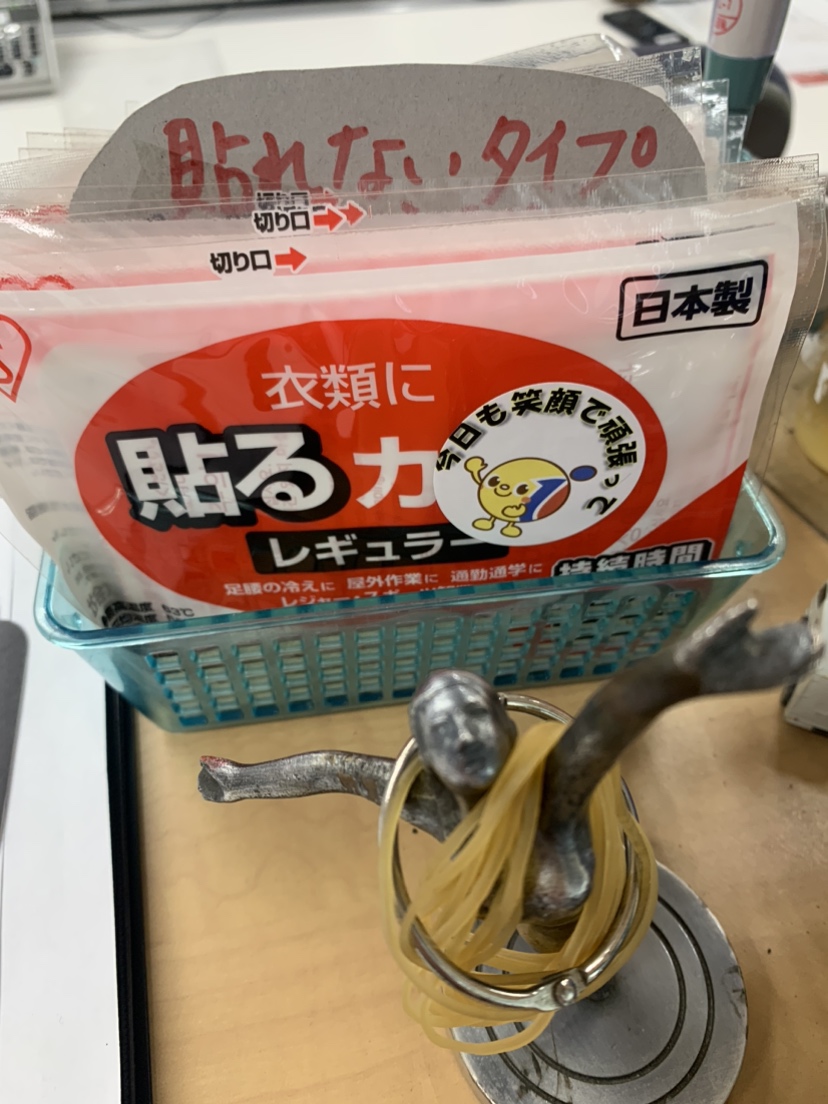 貼れないタイプ
切り口
切り口
日本製
衣類に
貼るカ
今日も笑顔で頑張って
レギュラー
足腰の冷えに 屋外作業に 通勤通学に
持続時間
63℃